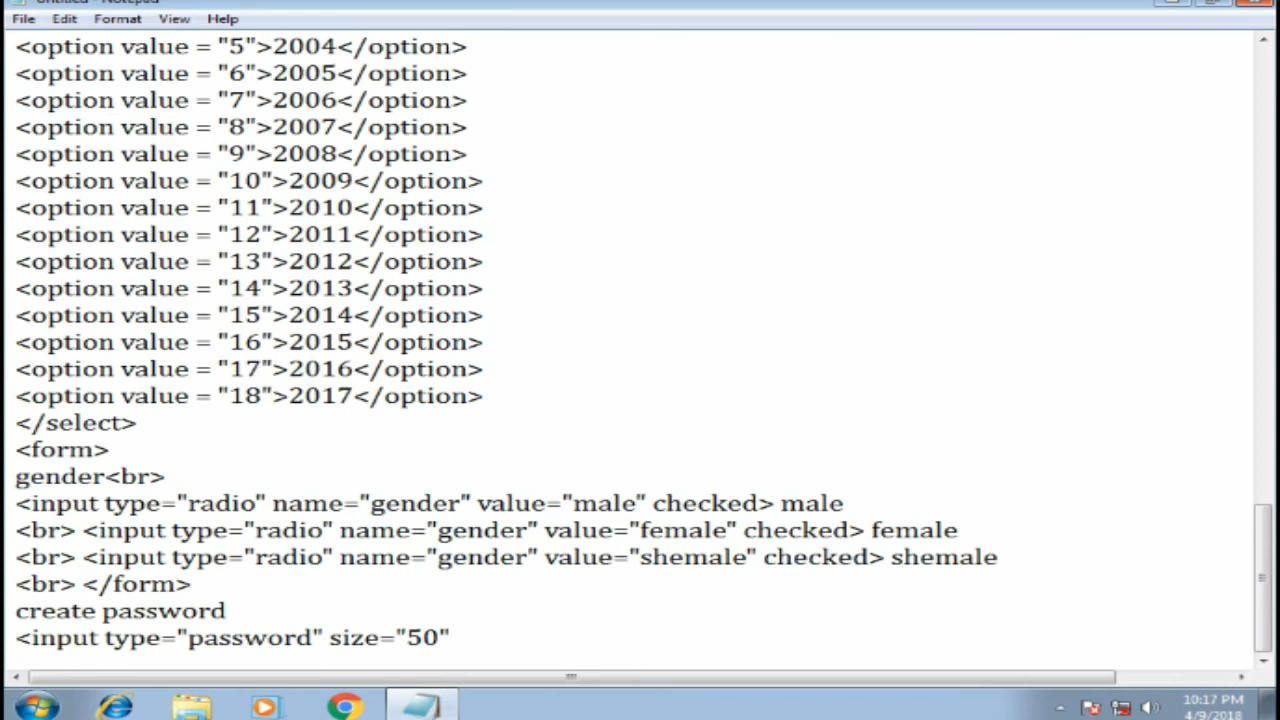 Untitled - Notepad
File Edit Format View Help
<option value = "5">2004</option>
<option value = "6">2005</option>
<option value = "7">2006</option>
<option value = "8">2007</option>
<option value = "9">2008</option>
<option value = "10">2009</option>
<option value = "11">2010</option>
<option value = "12">2011</option>
<option value = "13">2012</option>
<option value = "14">2013</option>
<option value = "15">2014</option>
<option value = "16">2015</option>
<option value = "17">2016</option>
<option value = "18">2017</option>
</select>
<form>
gender<br>
<input type="radio" name="gender" value="male" checked> male
<br> <input type="radio" name="gender" value="female" checked> female
<br> <input type="radio" name="gender" value="shemale" checked> shemale
<br> </form>
create password
<input type="password" size="50"
10:17 PM
4/9/2018